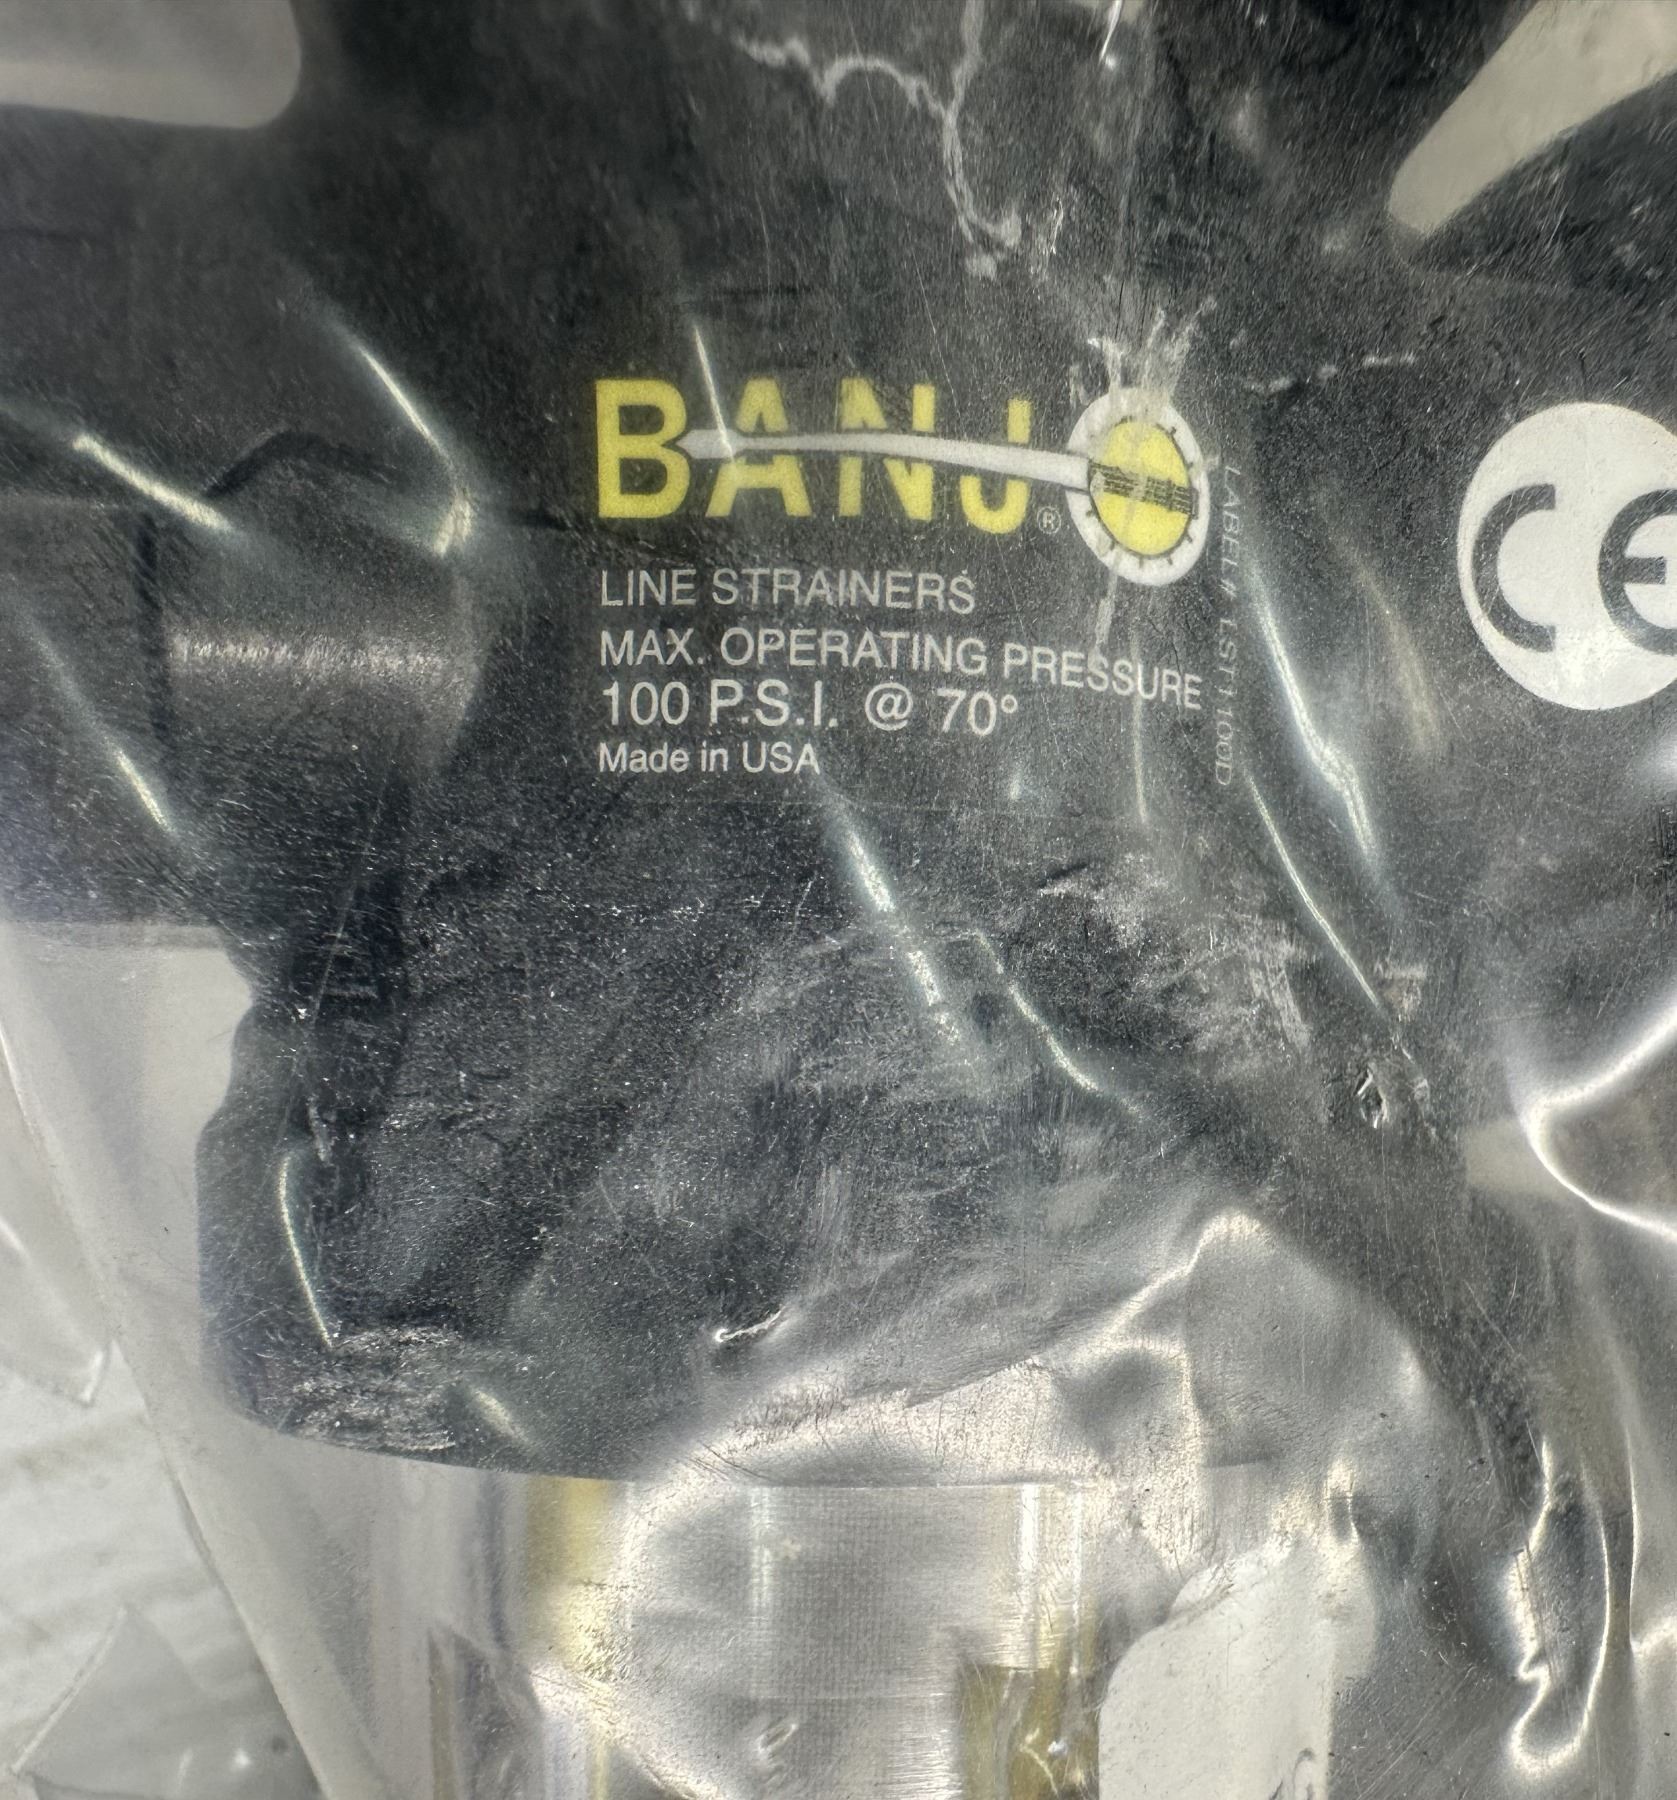 BANJO®
LINE STRAINERS
MAX. OPERATING PRESSURE
100 P.S.I. @ 70°
Made in USA
LABEL# LST1100D
CE